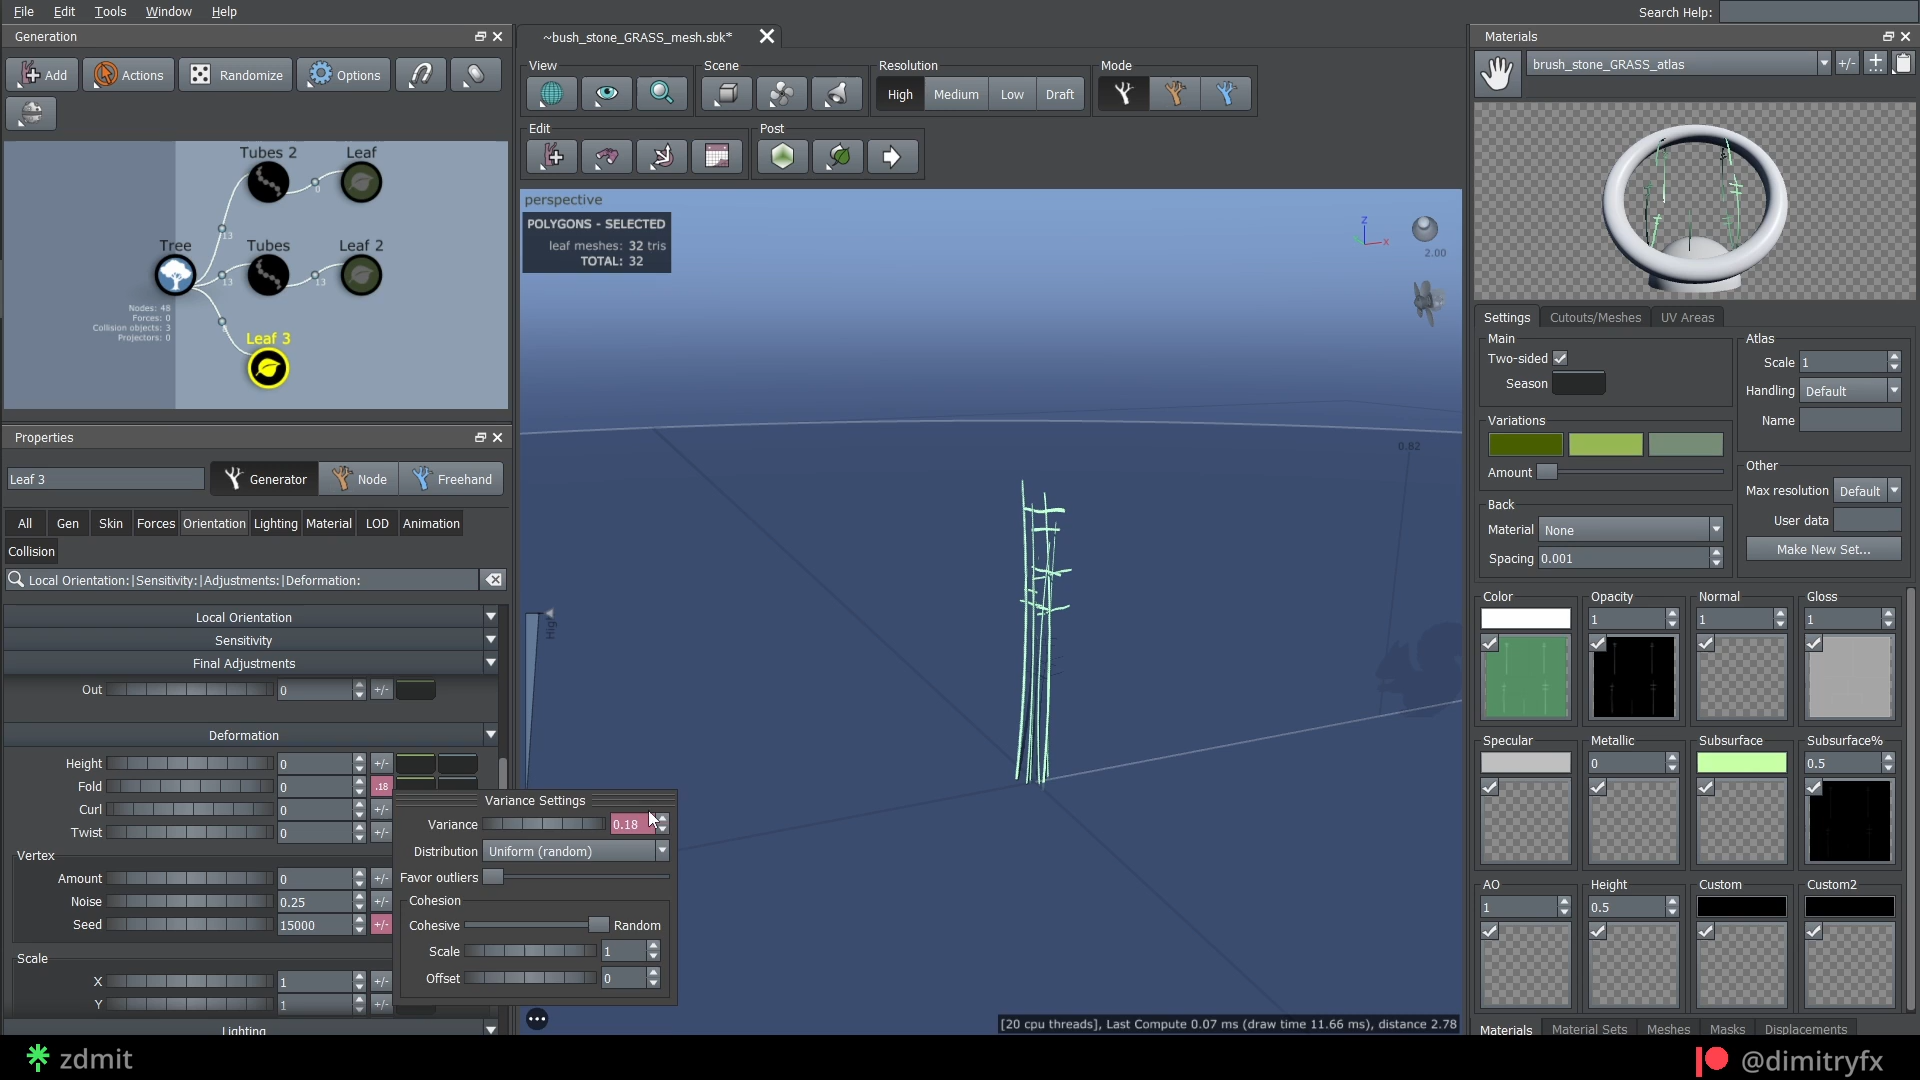 File Edit Tools Window Help
Search Help:
Generation
Add
Actions
Randomize
Options
Tubes 2
Leaf
0
13
Tree
Tubes
Leaf 2
13
13
Nodes: 48
Forces: 0
Collision objects: 3
Projectors: 0
Leaf 3
Properties
Leaf 3
Generator
Node
Freehand
All Gen Skin Forces Orientation Lighting Material LOD Animation
Collision
Local Orientation:|Sensitivity:|Adjustments:|Deformation:
Local Orientation
Sensitivity
Final Adjustments
Out 0 +/-
Deformation
Height 0 +/-
Fold 0 .18
Curl 0 +/-
Twist 0 +/-
Vertex
Amount 0 +/-
Noise 0.25 +/-
Seed 15000 +/-
Scale
X 1 +/-
Y 1 +/-
Lighting
Variance Settings
Variance 0.18
Distribution Uniform (random)
Favor outliers
Cohesion
Cohesive Random
Scale 1
Offset 0
~bush_stone_GRASS_mesh.sbk*
View
Scene
Resolution
Mode
High Medium Low Draft
Edit
Post
perspective
POLYGONS - SELECTED
leaf meshes: 32 tris
TOTAL: 32
z
x
2.00
0.82
High
[20 cpu threads], Last Compute 0.07 ms (draw time 11.66 ms), distance 2.78
Materials
brush_stone_GRASS_atlas
+/-
Settings Cutouts/Meshes UV Areas
Main
Two-sided
Season
Variations
Amount
Back
Material None
Spacing 0.001
Atlas
Scale 1
Handling Default
Name
Other
Max resolution Default
User data
Make New Set...
Color Opacity Normal Gloss
1 1 1
Specular Metallic Subsurface Subsurface%
0 0.5
AO Height Custom Custom2
1 0.5
Materials Material Sets Meshes Masks Displacements
zdmit
@dimitryfx